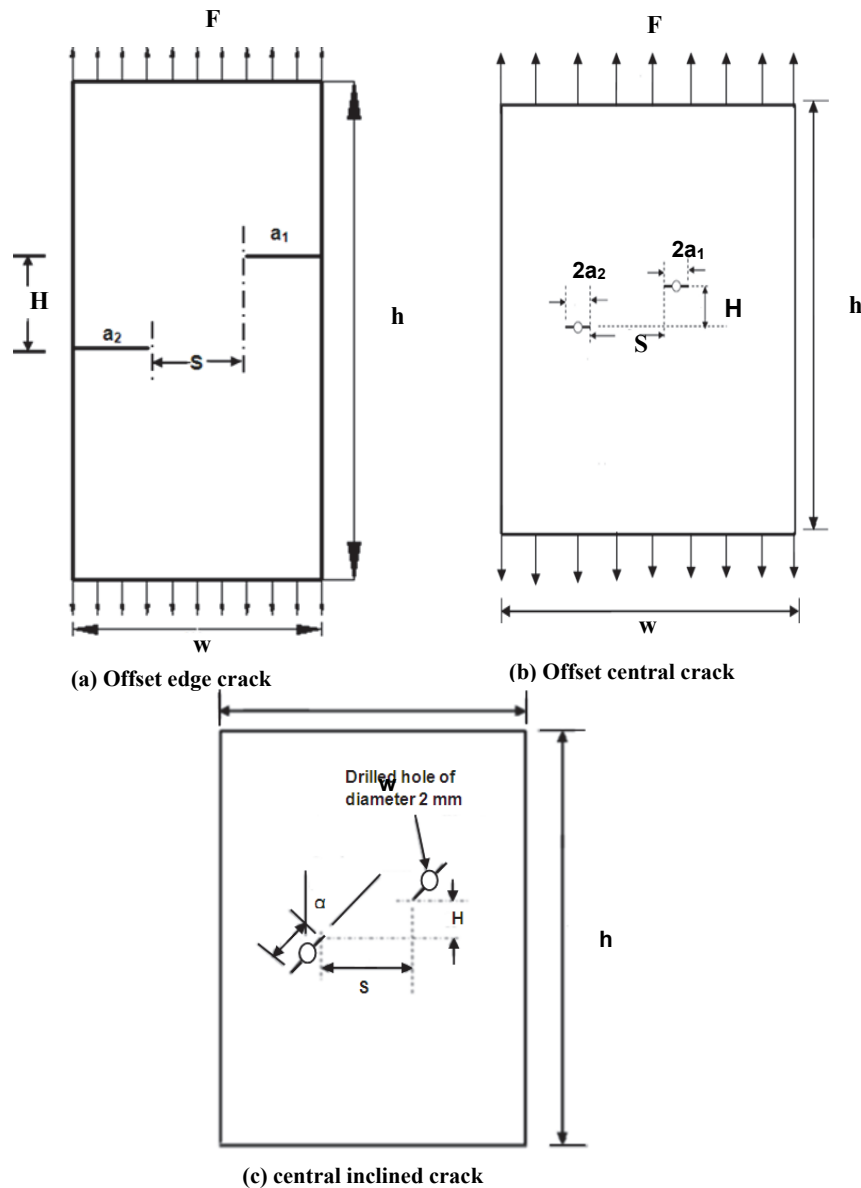 F
a₁
H
a₂
S
h
w
(a) Offset edge crack
F
2a₁
2a₂
H
S
h
w
(b) Offset central crack
w
Drilled hole of
diameter 2 mm
α
H
S
h
(c) central inclined crack